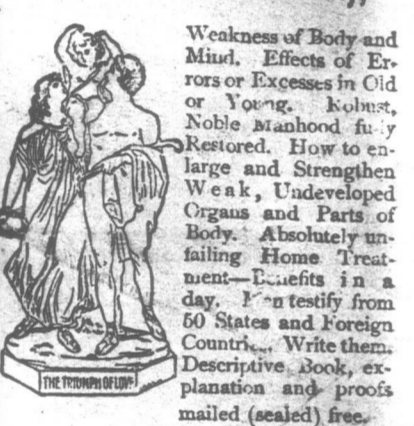 Weakness of Body and
Mind. Effects of Er-
rors or Excesses in Old
or Young. Robust,
Noble Manhood fully
Restored. How to en-
large and Strengthen
Weak, Undeveloped
Organs and Parts of
Body. Absolutely un-
failing Home Treat-
ment—Benefits in a
day. Men testify from
50 States and Foreign
Countries. Write them.
Descriptive Book, ex-
planation and proofs
mailed (sealed) free.
THE TRIUMPH OF LOVE